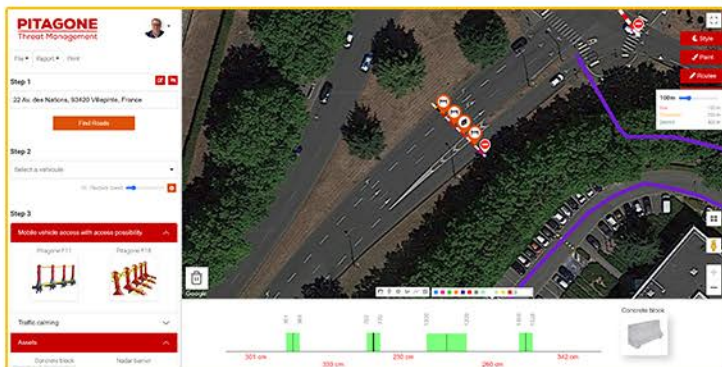 PITAGONE
Threat Management
File Report Print
Step 1
22 Av. des Nations, 93420 Villepinte, France
Find Roads
Step 2
Select a vehicule
Step 3
Mobile vehicle access with access possibility
Pitagone F11
Pitagone F18
Traffic calming
Assets
Concrete block
Nadar barrier
Style
Paint
Routes
100m
Google
Concrete block
301 cm
330 cm
230 cm
260 cm
342 cm